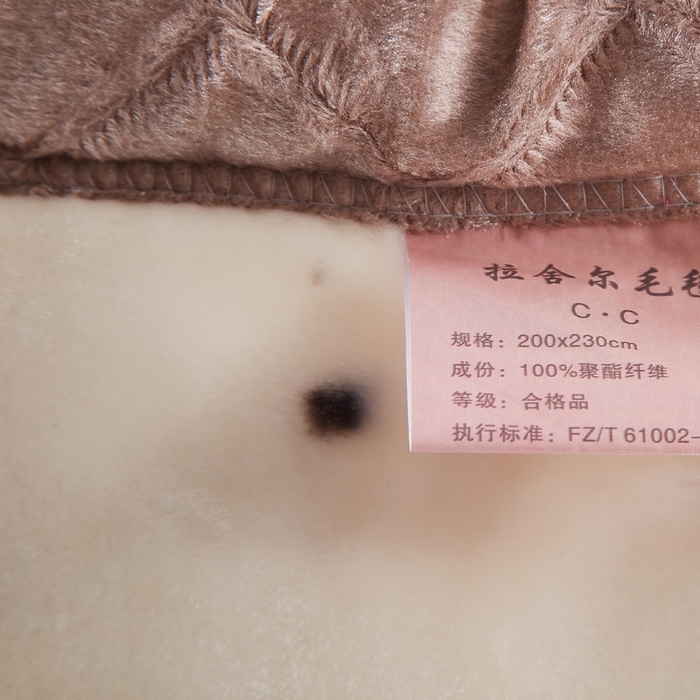 拉舍尔毛毛
C·C
规格：200x230cm
成份：100%聚酯纤维
等级：合格品
执行标准：FZ/T 61002-